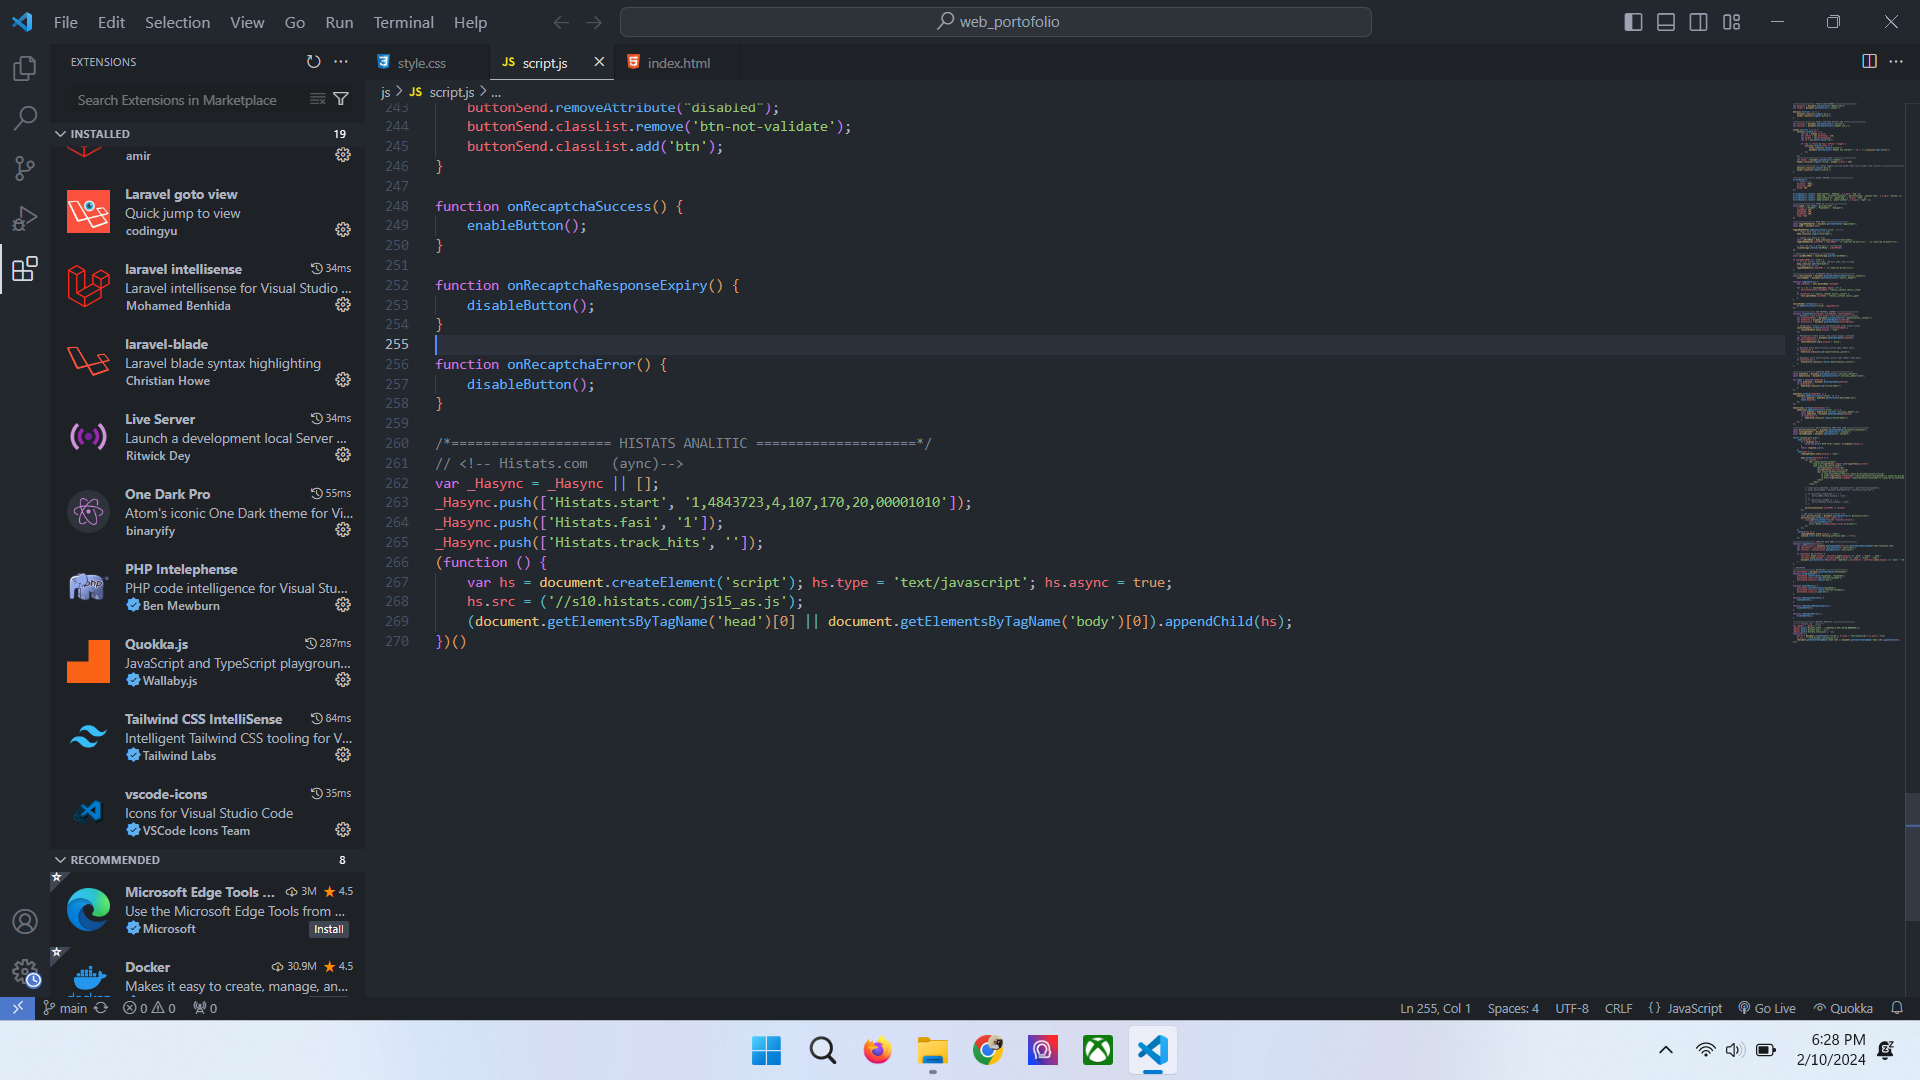 File Edit Selection View Go Run Terminal Help
web_portofolio
EXTENSIONS
Search Extensions in Marketplace
INSTALLED 19
amir
Laravel goto view
Quick jump to view
codingyu
laravel intellisense 34ms
Laravel intellisense for Visual Studio ...
Mohamed Benhida
laravel-blade
Laravel blade syntax highlighting
Christian Howe
Live Server 34ms
Launch a development local Server ...
Ritwick Dey
One Dark Pro 55ms
Atom's iconic One Dark theme for Vi...
binaryify
PHP Intelephense
PHP code intelligence for Visual Stu...
Ben Mewburn
Quokka.js 287ms
JavaScript and TypeScript playgroun...
Wallaby.js
Tailwind CSS IntelliSense 84ms
Intelligent Tailwind CSS tooling for V...
Tailwind Labs
vscode-icons 35ms
Icons for Visual Studio Code
VSCode Icons Team
RECOMMENDED 8
Microsoft Edge Tools ... 3M 4.5
Use the Microsoft Edge Tools from ...
Microsoft Install
Docker 30.9M 4.5
Makes it easy to create, manage, an...
style.css JS script.js index.html
js > JS script.js > ...
243 buttonSend.removeAttribute("disabled");
244 buttonSend.classList.remove('btn-not-validate');
245 buttonSend.classList.add('btn');
246 }
247
248 function onRecaptchaSuccess() {
249 enableButton();
250 }
251
252 function onRecaptchaResponseExpiry() {
253 disableButton();
254 }
255
256 function onRecaptchaError() {
257 disableButton();
258 }
259
260 /*==================== HISTATS ANALITIC ====================*/
261 // <!-- Histats.com   (aync)-->
262 var _Hasync = _Hasync || [];
263 _Hasync.push(['Histats.start', '1,4843723,4,107,170,20,00001010']);
264 _Hasync.push(['Histats.fasi', '1']);
265 _Hasync.push(['Histats.track_hits', '']);
266 (function () {
267 var hs = document.createElement('script'); hs.type = 'text/javascript'; hs.async = true;
268 hs.src = ('//s10.histats.com/js15_as.js');
269 (document.getElementsByTagName('head')[0] || document.getElementsByTagName('body')[0]).appendChild(hs);
270 })()
main 0 0 0
Ln 255, Col 1 Spaces: 4 UTF-8 CRLF {} JavaScript Go Live Quokka
6:28 PM
2/10/2024